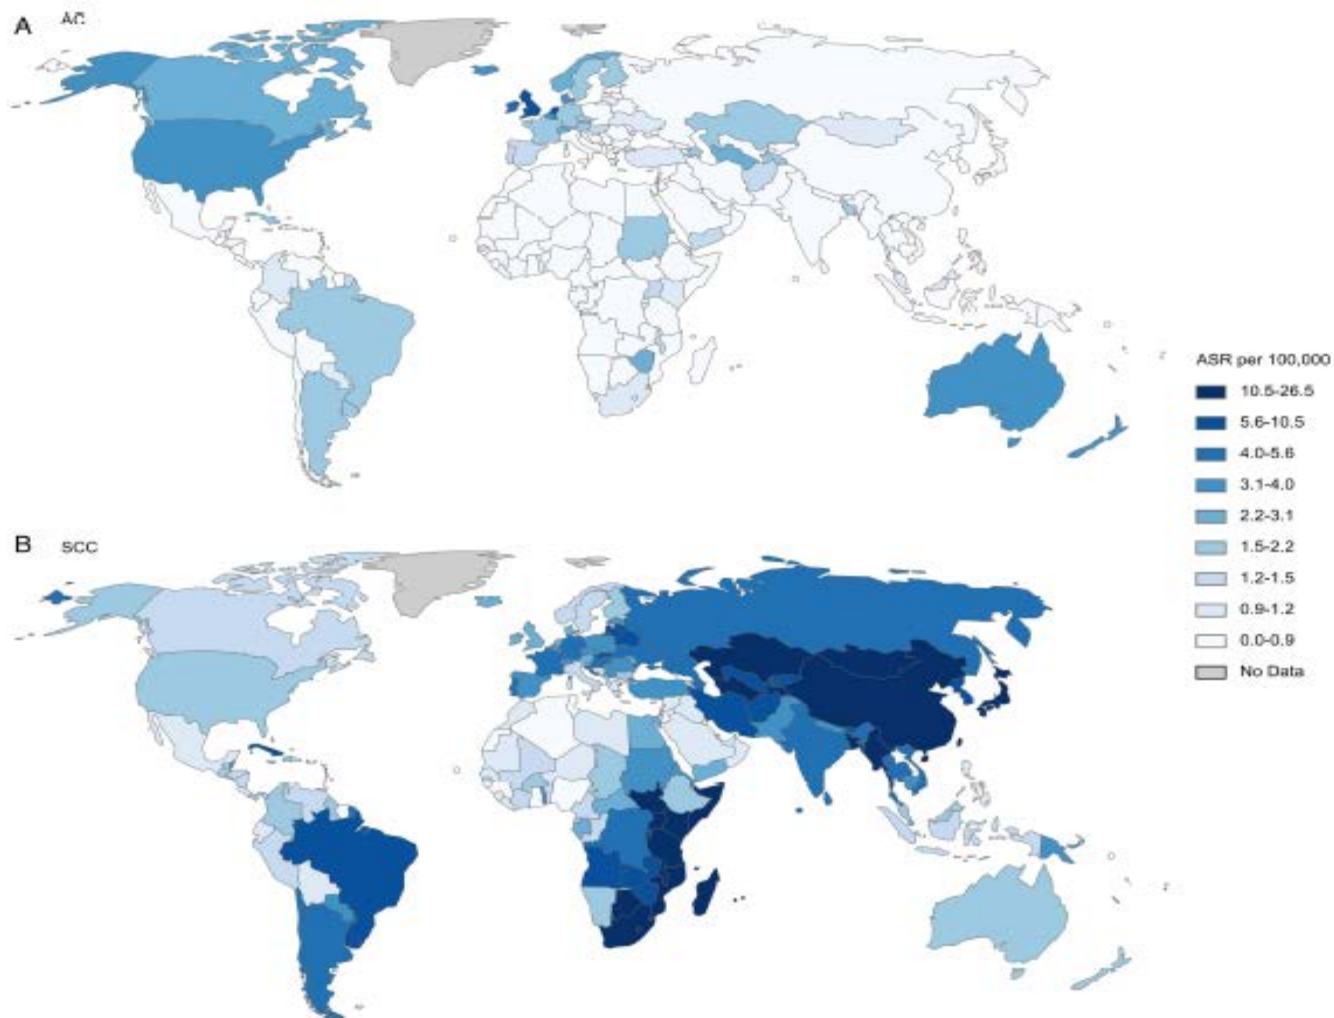 A AC
ASR per 100,000
10.5-26.5
5.6-10.5
4.0-5.6
3.1-4.0
2.2-3.1
1.5-2.2
1.2-1.5
0.9-1.2
0.0-0.9
No Data
B SCC